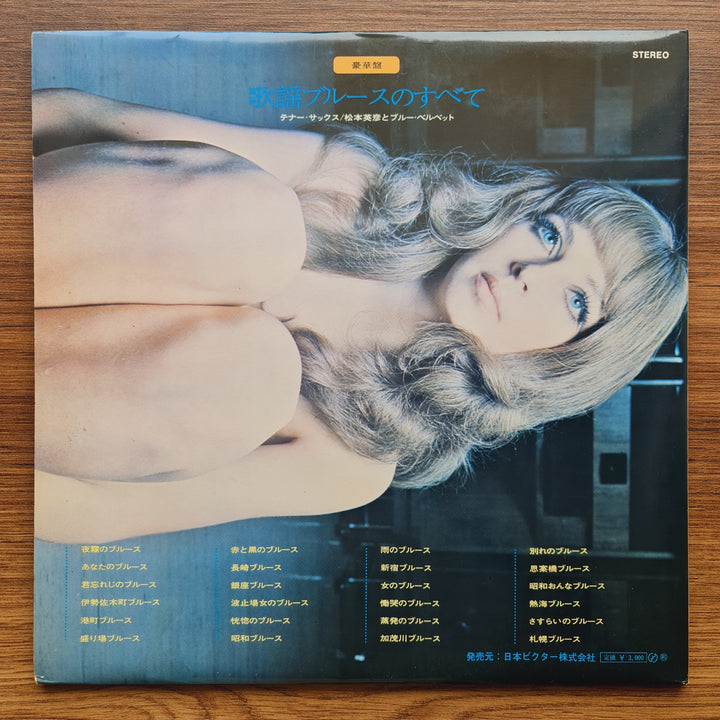 STEREO
豪華盤
歌謡ブルースのすべて
テナー・サックス/松本英彦とブルー・ベルベット
夜霧のブルース
あなたのブルース
君忘れじのブルース
伊勢佐木町ブルース
港町ブルース
盛り場ブルース
赤と黒のブルース
長崎ブルース
銀座ブルース
波止場女のブルース
恍惚のブルース
昭和ブルース
雨のブルース
新宿ブルース
女のブルース
慟哭のブルース
蒸発のブルース
加茂川ブルース
別れのブルース
思案橋ブルース
昭和おんなブルース
熱海ブルース
さすらいのブルース
札幌ブルース
発売元:日本ビクター株式会社 定価 ¥ 3,000